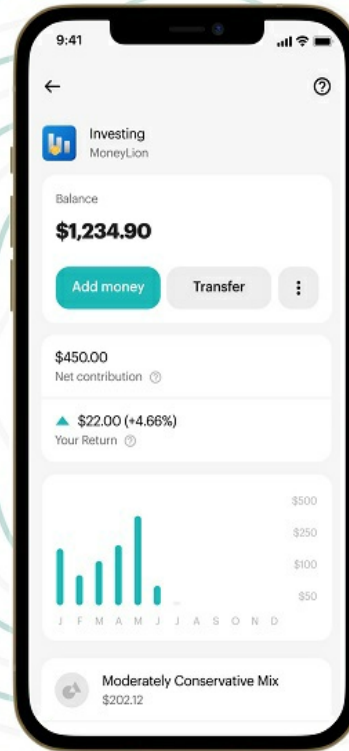 9:41
Investing
MoneyLion
Balance
$1,234.90
Add money Transfer
$450.00
Net contribution ?
$22.00 (+4.66%)
Your Return ?
$500
$250
$100
$50
J F M A M J J A S O N D
Moderately Conservative Mix
$202.12